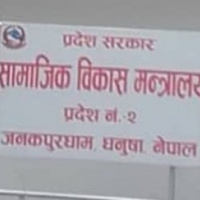 प्रदेश सरकार
सामाजिक विकास मन्त्रालय
प्रदेश नं.-२
जनकपुरधाम, धनुषा, नेपाल